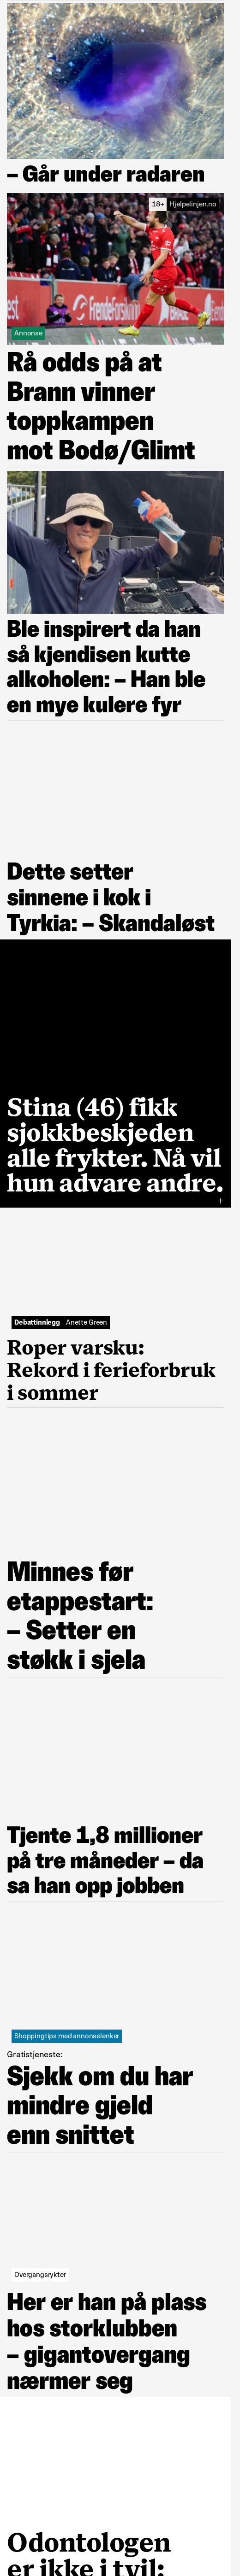 – Går under radaren
18+ Hjelpelinjen.no
Annonse
Rå odds på at
Brann vinner
toppkampen
mot Bodø/Glimt
Ble inspirert da han
så kjendisen kutte
alkoholen: – Han ble
en mye kulere fyr
Dette setter
sinnene i kok i
Tyrkia: – Skandaløst
Stina (46) fikk
sjokkbeskjeden
alle frykter. Nå vil
hun advare andre.
+
Debattinnlegg | Anette Green
Roper varsku:
Rekord i ferieforbruk
i sommer
Minnes før
etappestart:
– Setter en
støkk i sjela
Tjente 1,8 millioner
på tre måneder – da
sa han opp jobben
Shoppingtips med annonselenker
Gratistjeneste:
Sjekk om du har
mindre gjeld
enn snittet
Overgangsrykter
Her er han på plass
hos storklubben
– gigantovergang
nærmer seg
Odontologen
er ikke i tvil: